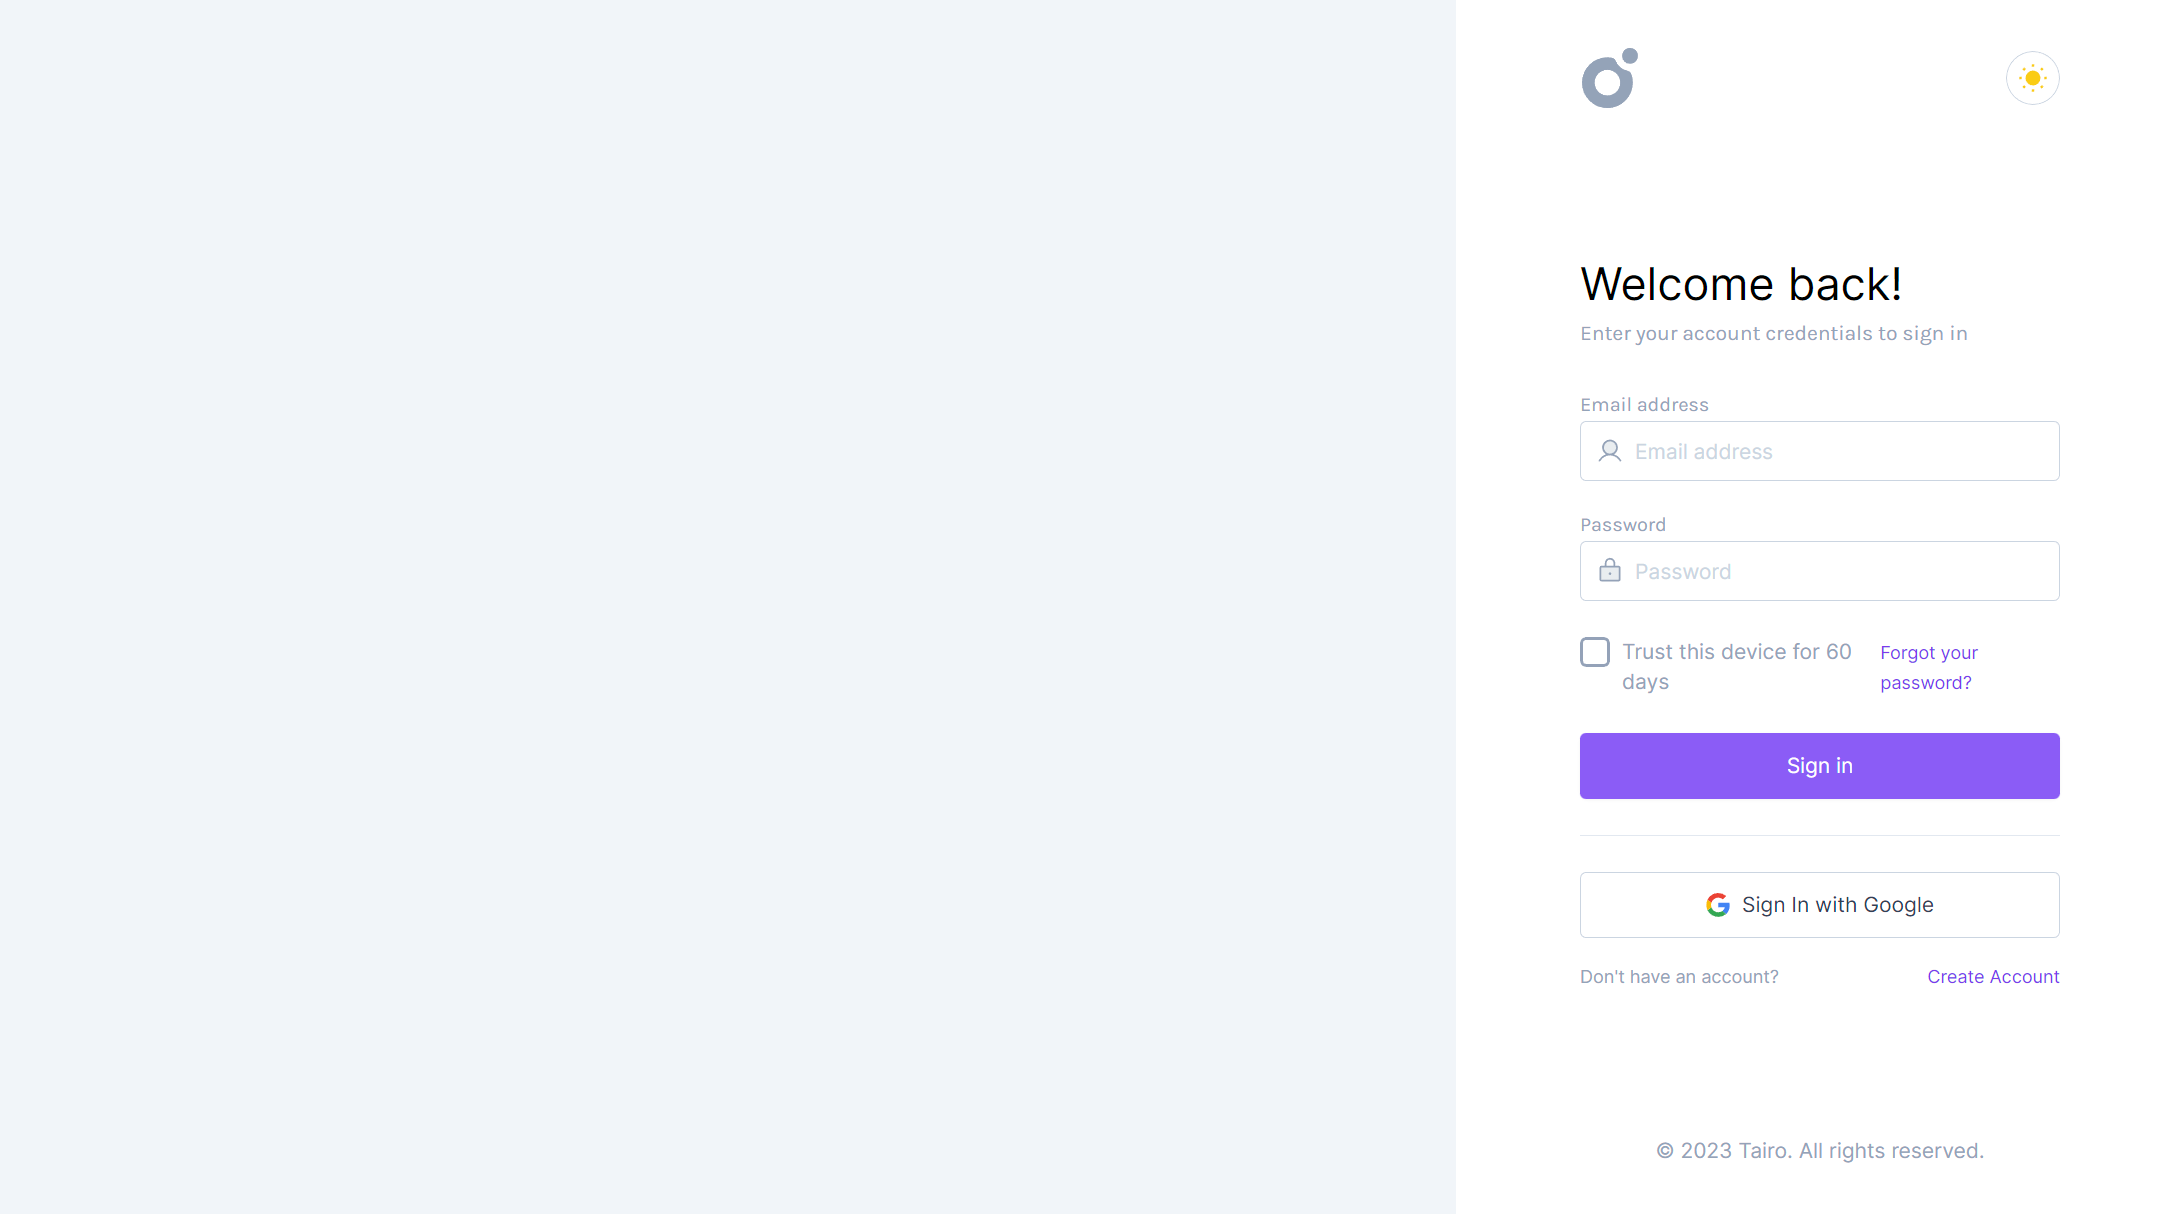 Welcome back!
Enter your account credentials to sign in
Email address
Email address
Password
Password
Trust this device for 60
days
Forgot your
password?
Sign in
Sign In with Google
Don't have an account?
Create Account
© 2023 Tairo. All rights reserved.